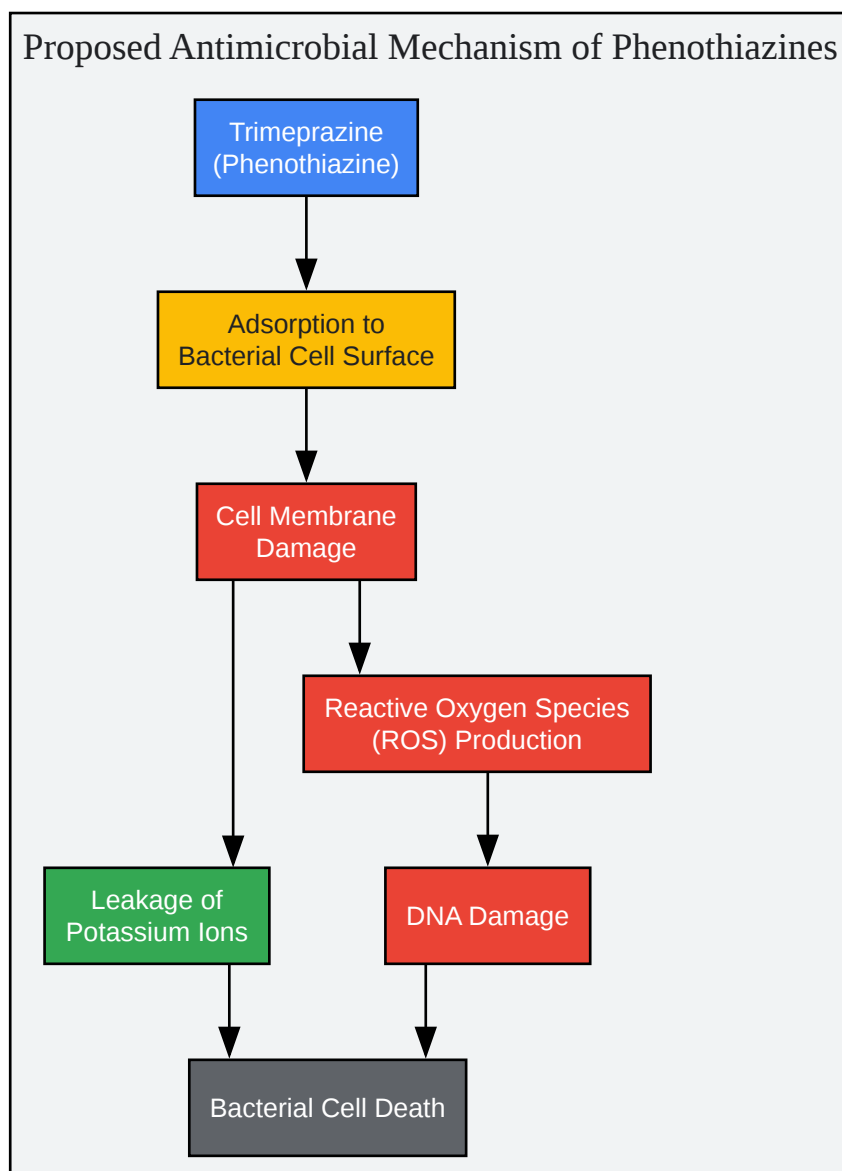 Proposed Antimicrobial Mechanism of Phenothiazines
Trimeprazine
(Phenothiazine)
Adsorption to
Bacterial Cell Surface
Cell Membrane
Damage
Reactive Oxygen Species
(ROS) Production
Leakage of
Potassium Ions
DNA Damage
Bacterial Cell Death